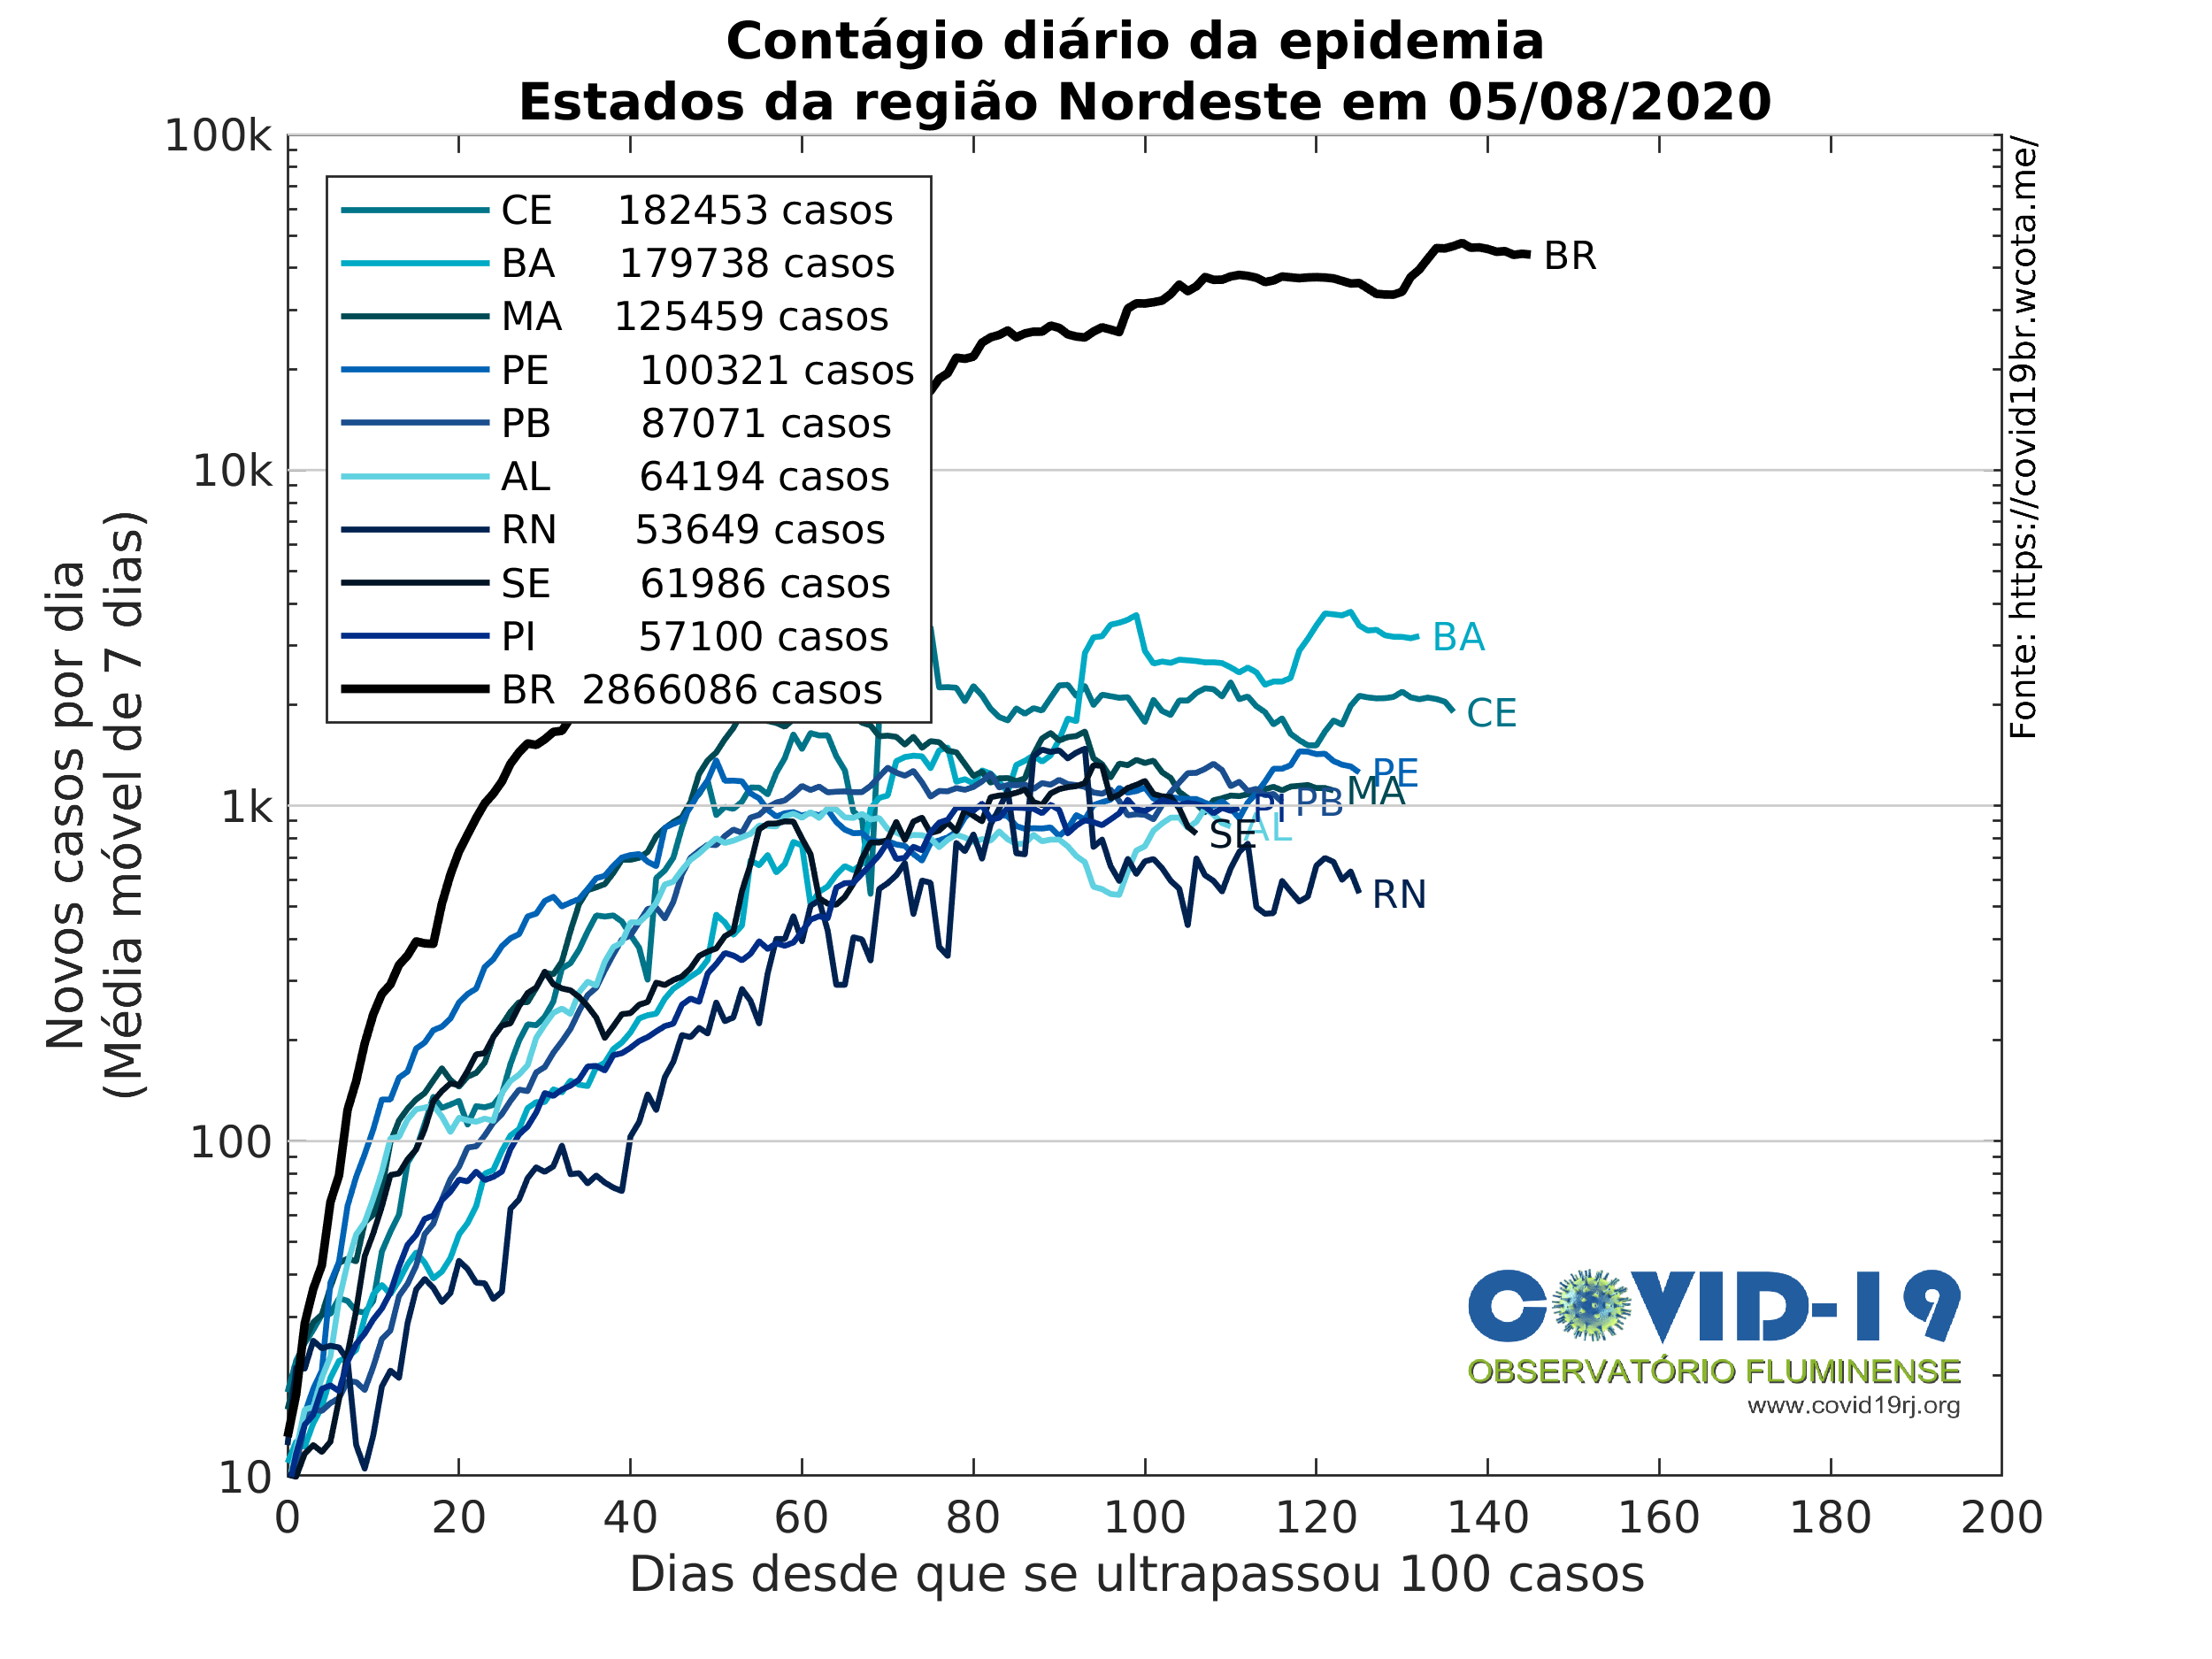 Contágio diário da epidemia
Estados da região Nordeste em 05/08/2020
Novos casos por dia
(Média móvel de 7 dias)
100k
10k
1k
100
10
CE 182453 casos
BA 179738 casos
MA 125459 casos
PE 100321 casos
PB 87071 casos
AL 64194 casos
RN 53649 casos
SE 61986 casos
PI 57100 casos
BR 2866086 casos
BR
BA
CE
PE
MA
PB
PI
AL
SE
RN
Fonte: https://covid19br.wcota.me/
COVID-19
OBSERVATÓRIO FLUMINENSE
www.covid19rj.org
0 20 40 60 80 100 120 140 160 180 200
Dias desde que se ultrapassou 100 casos